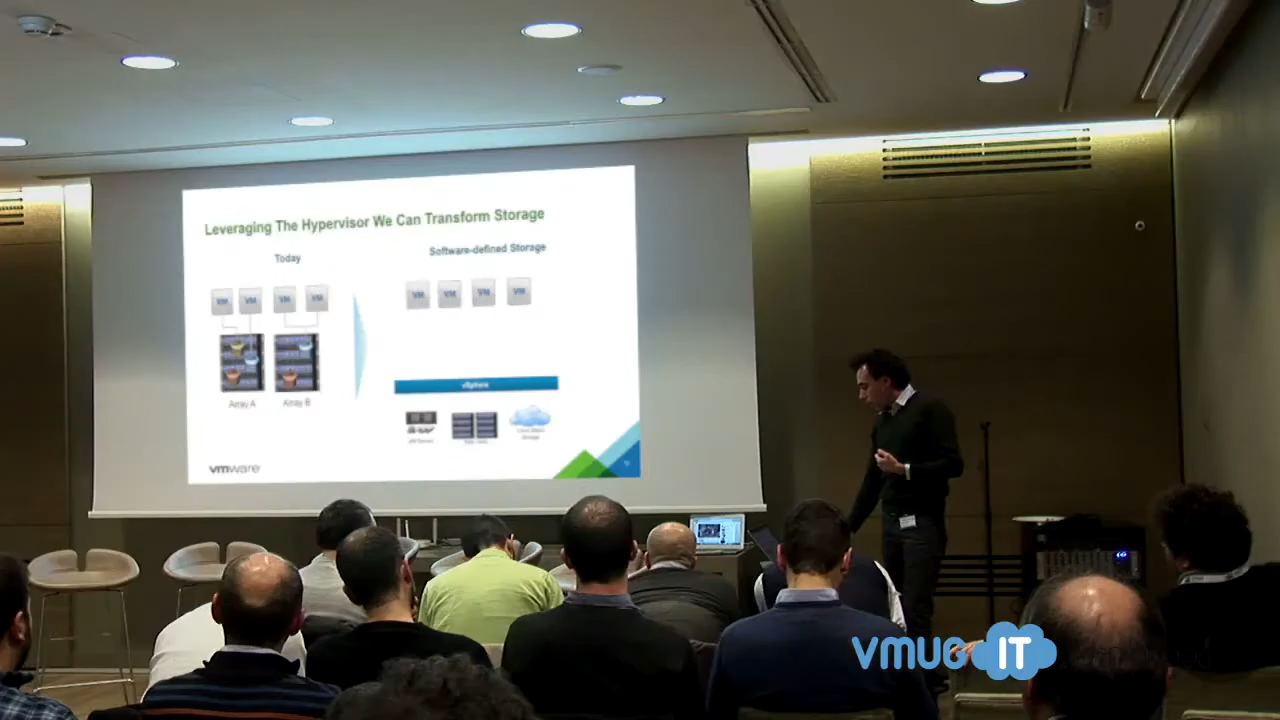 Leveraging The Hypervisor We Can Transform Storage
Today
Software-defined Storage
VM VM VM VM
VM VM VM VM
vSphere
Array A
Array B
vmware
VMUG IT